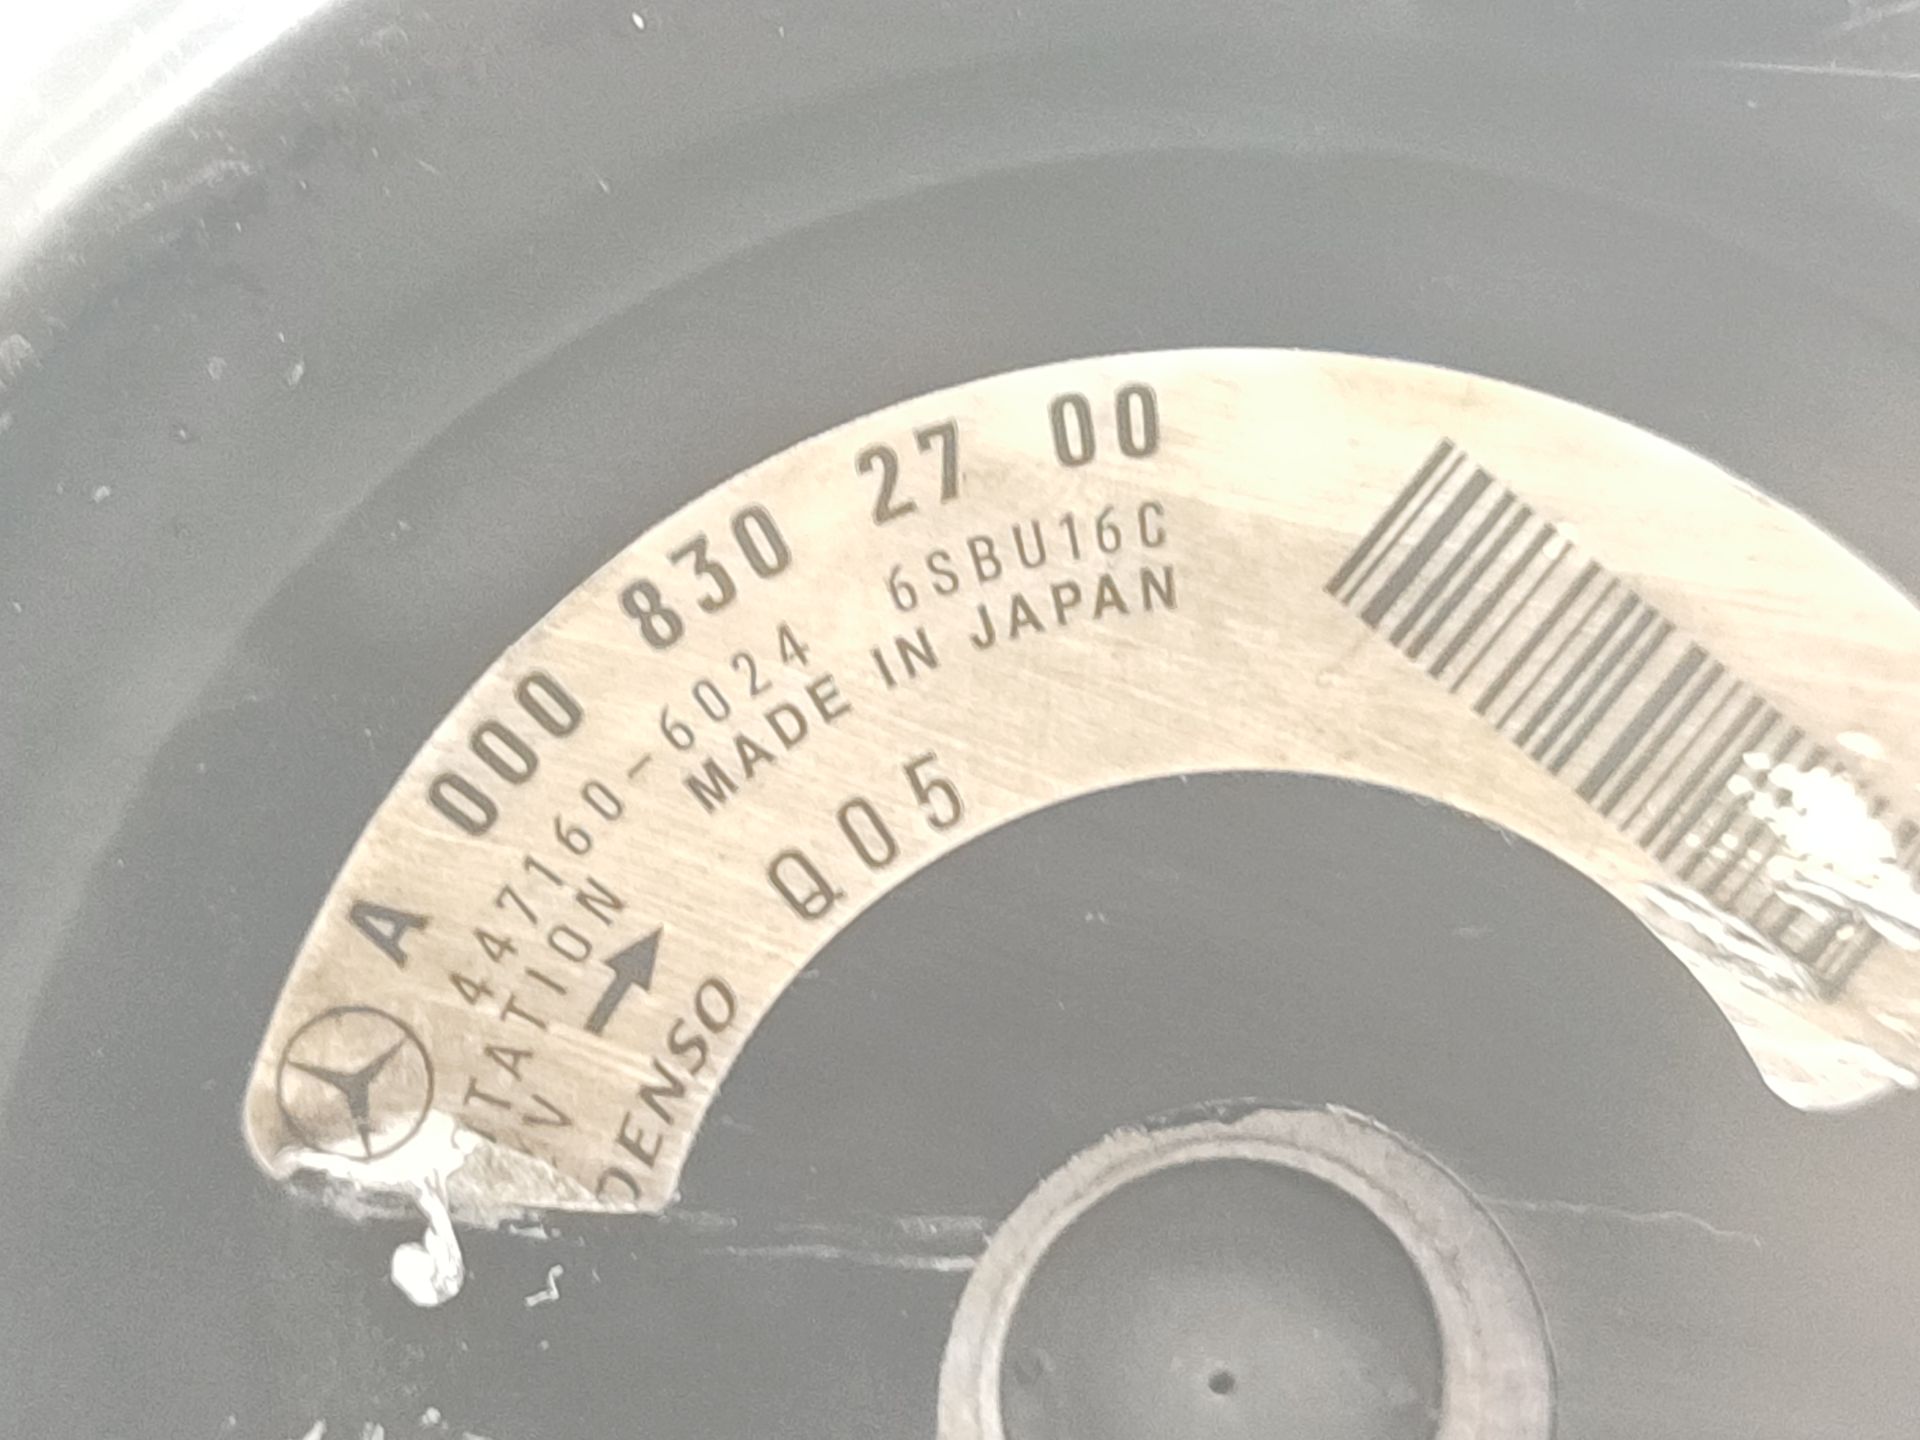 A 000 830 27 00
447160-6024 6SBU16C
MADE IN JAPAN
Q05
DENSO